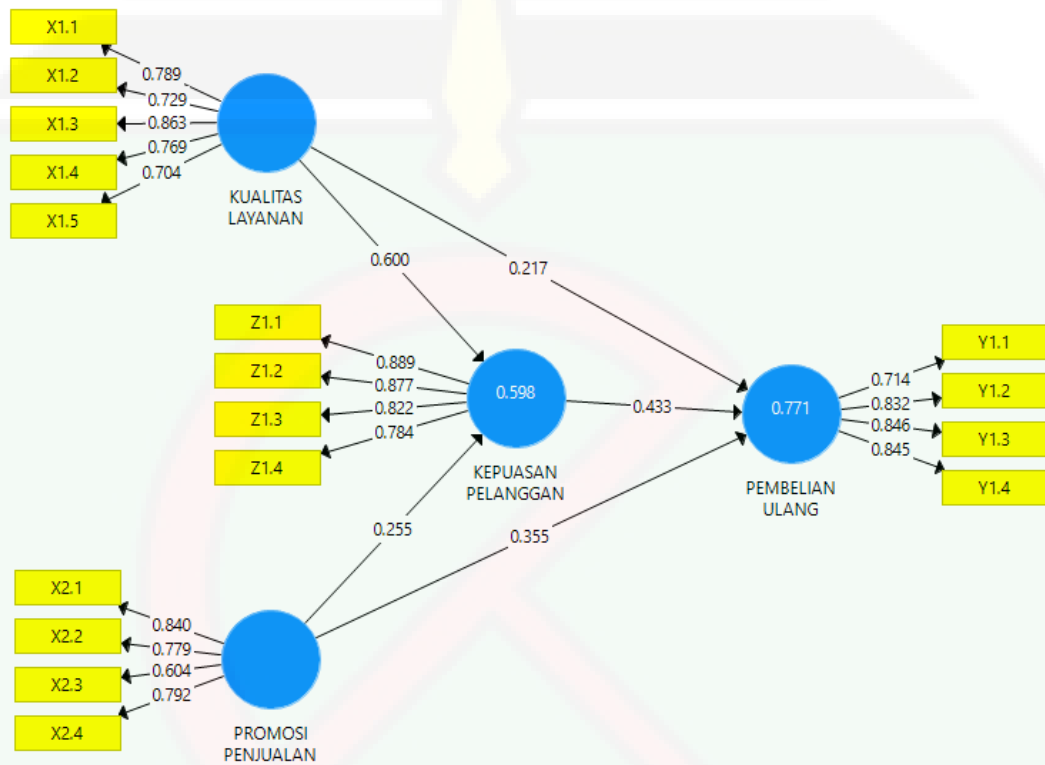 X1.1
X1.2
X1.3
X1.4
X1.5
0.789
0.729
0.863
0.769
0.704
KUALITAS
LAYANAN
0.600
0.217
Z1.1
Z1.2
Z1.3
Z1.4
0.889
0.877
0.822
0.784
0.598
KEPUASAN
PELANGGAN
0.433
0.771
PEMBELIAN
ULANG
0.714
0.832
0.846
0.845
Y1.1
Y1.2
Y1.3
Y1.4
0.255
0.355
X2.1
X2.2
X2.3
X2.4
0.840
0.779
0.604
0.792
PROMOSI
PENJUALAN